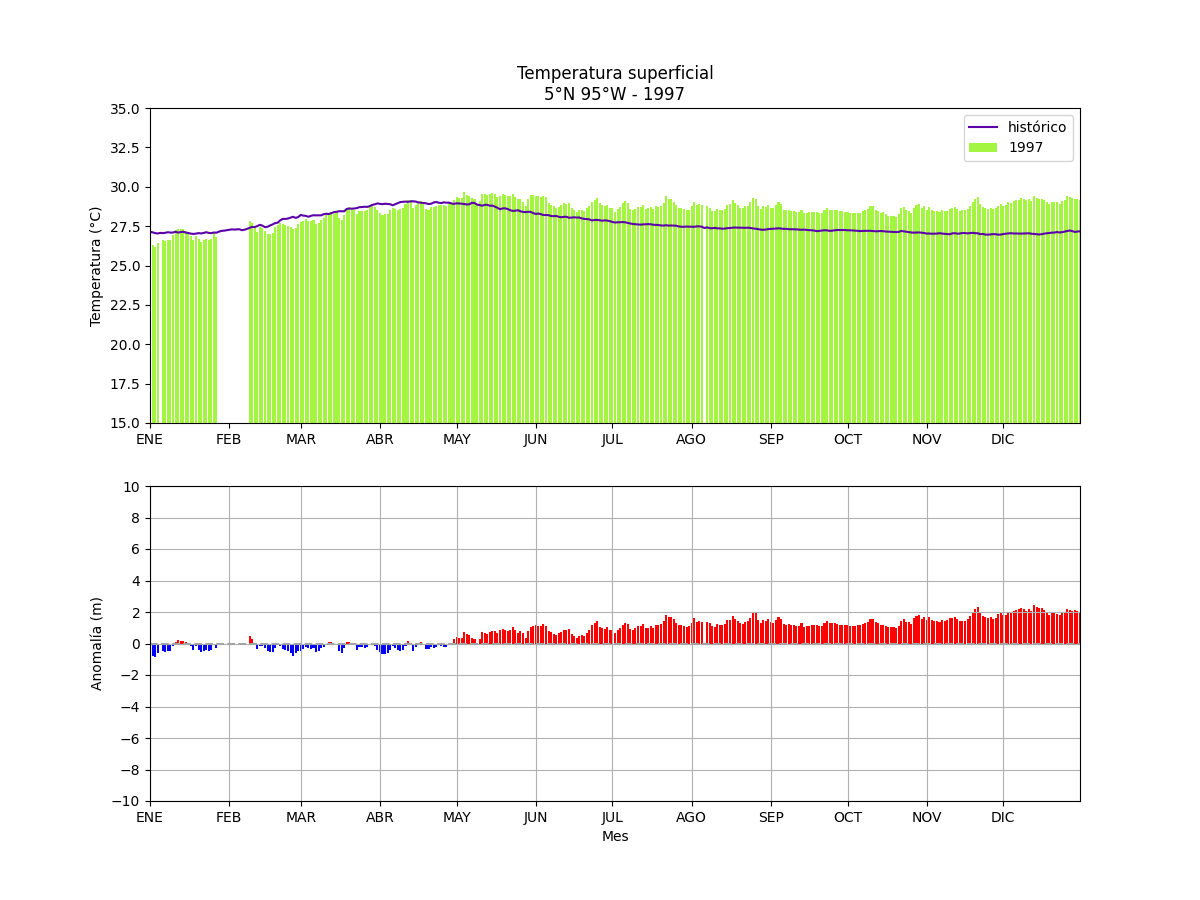 Temperatura superficial
5°N 95°W - 1997
35.0
32.5
30.0
27.5
25.0
22.5
20.0
17.5
15.0
Temperatura (°C)
histórico
1997
ENE FEB MAR ABR MAY JUN JUL AGO SEP OCT NOV DIC
10
8
6
4
2
0
−2
−4
−6
−8
−10
Anomalía (m)
ENE FEB MAR ABR MAY JUN JUL AGO SEP OCT NOV DIC
Mes